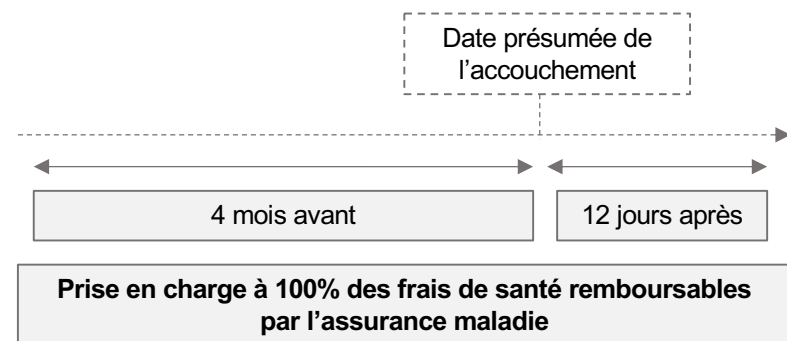 Date présumée de
l’accouchement
4 mois avant
12 jours après
Prise en charge à 100% des frais de santé remboursables
par l’assurance maladie